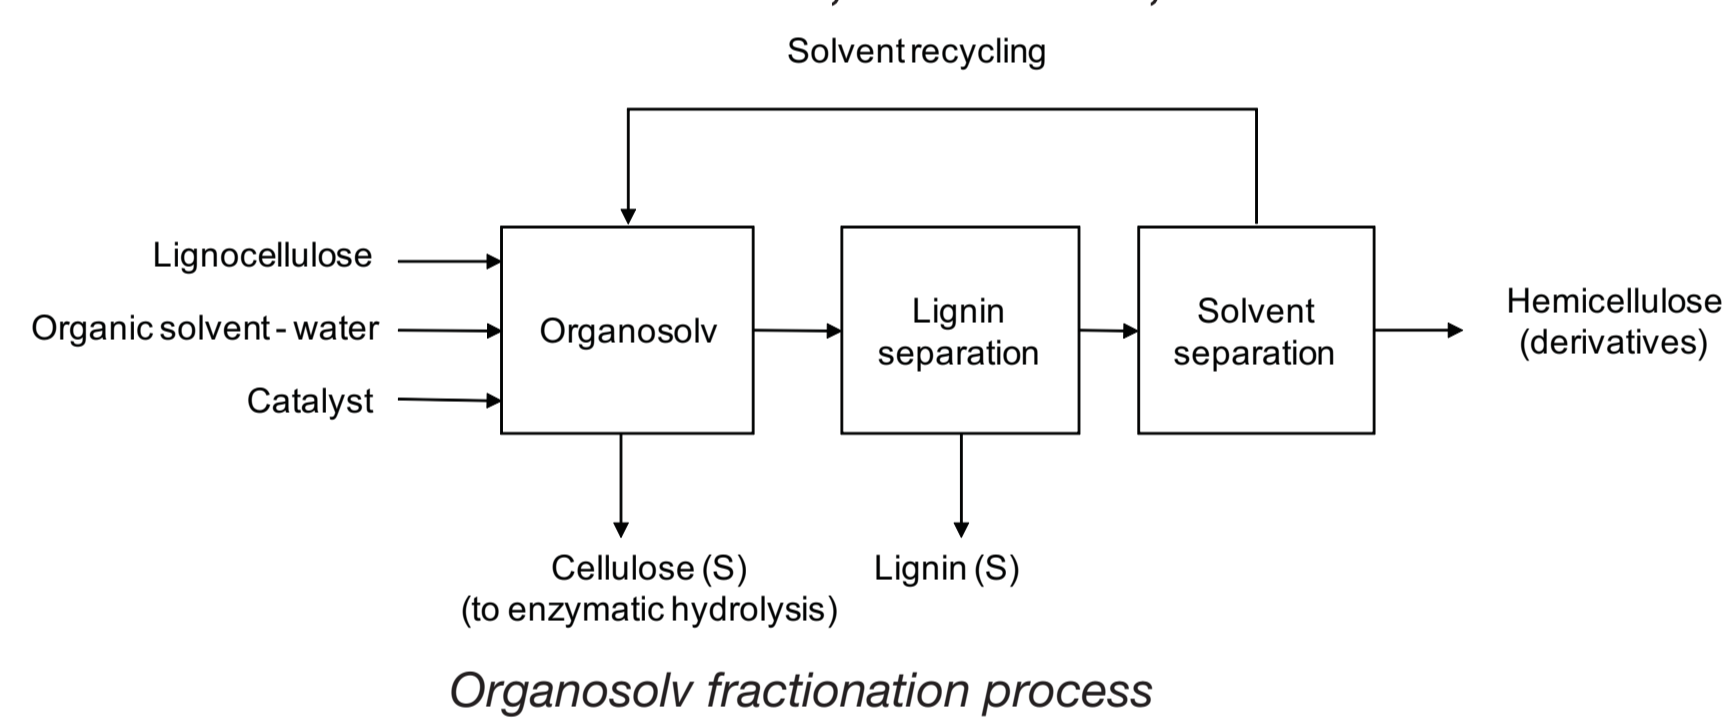 Solvent recycling
Lignocellulose
Organic solvent - water
Catalyst
Organosolv
Lignin
separation
Solvent
separation
Hemicellulose
(derivatives)
Cellulose (S)
(to enzymatic hydrolysis)
Lignin (S)
Organosolv fractionation process